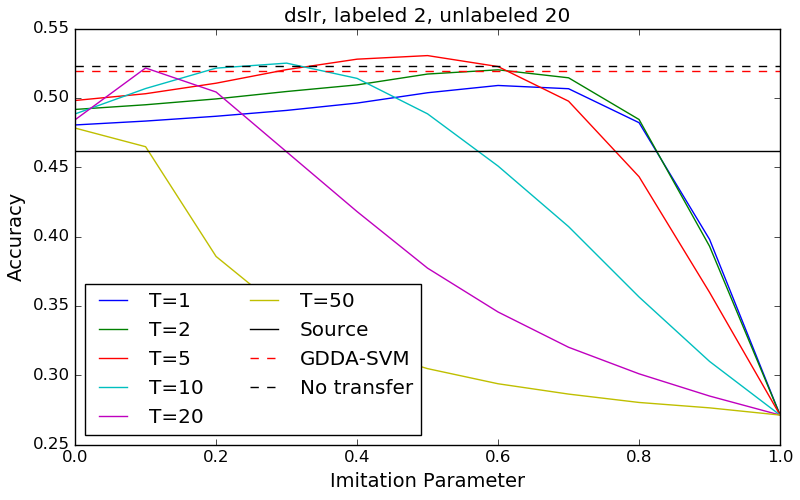 dslr, labeled 2, unlabeled 20
Accuracy
0.55
0.50
0.45
0.40
0.35
0.30
0.25
T=1
T=2
T=5
T=10
T=20
T=50
Source
GDDA-SVM
No transfer
0.0 0.2 0.4 0.6 0.8 1.0
Imitation Parameter